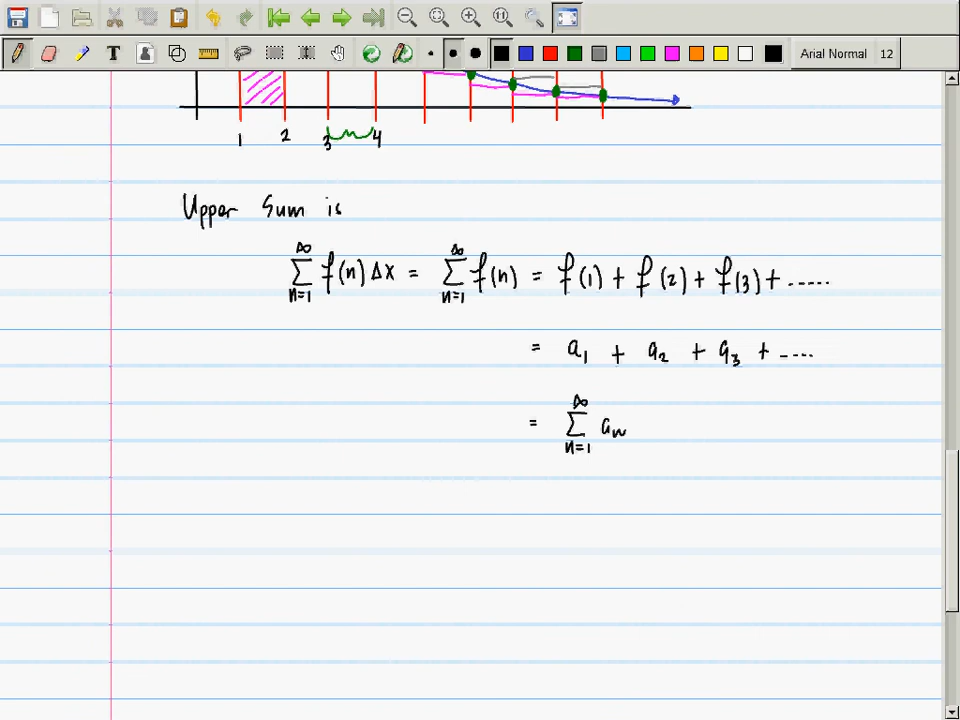 T Arial Normal 12
1 2 3 4
Upper Sum is
∞ ∑ n=1 f(n) Δx = ∞ ∑ n=1 f(n) = f(1) + f(2) + f(3) + .....
= a₁ + a₂ + a₃ + ....
= ∞ ∑ n=1 aₙ